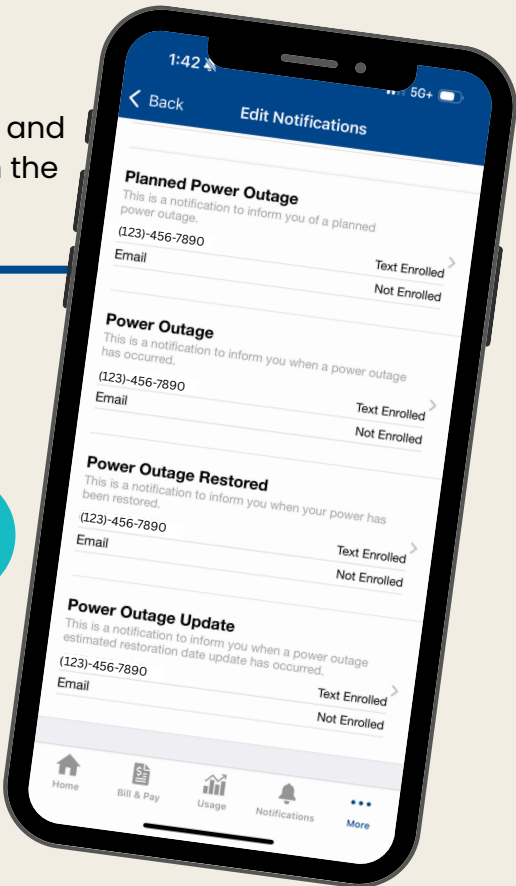 and
the
1:42
5G+
Back
Edit Notifications
Planned Power Outage
This is a notification to inform you of a planned
power outage.
(123)-456-7890
Text Enrolled
Email
Not Enrolled
Power Outage
This is a notification to inform you when a power outage
has occurred.
(123)-456-7890
Text Enrolled
Email
Not Enrolled
Power Outage Restored
This is a notification to inform you when your power has
been restored.
(123)-456-7890
Text Enrolled
Email
Not Enrolled
Power Outage Update
This is a notification to inform you when a power outage
estimated restoration date update has occurred.
(123)-456-7890
Text Enrolled
Email
Not Enrolled
Home
Bill & Pay
Usage
Notifications
More